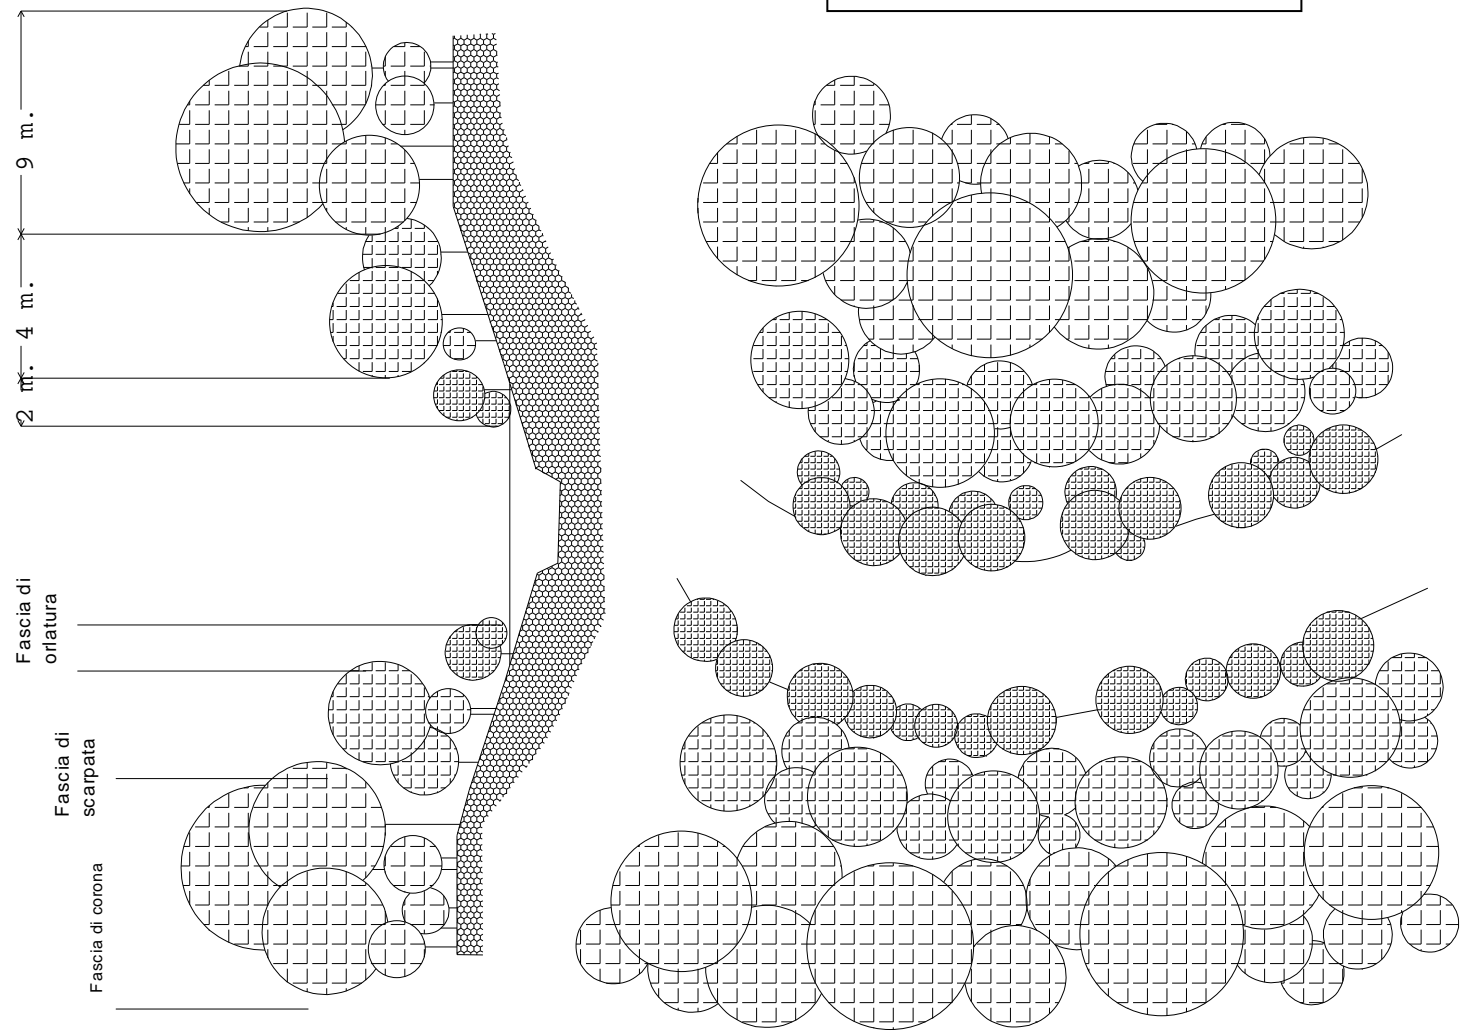 9 m.
4 m.
2 m.
Fascia di
orlatura
Fascia di
scarpata
Fascia di corona